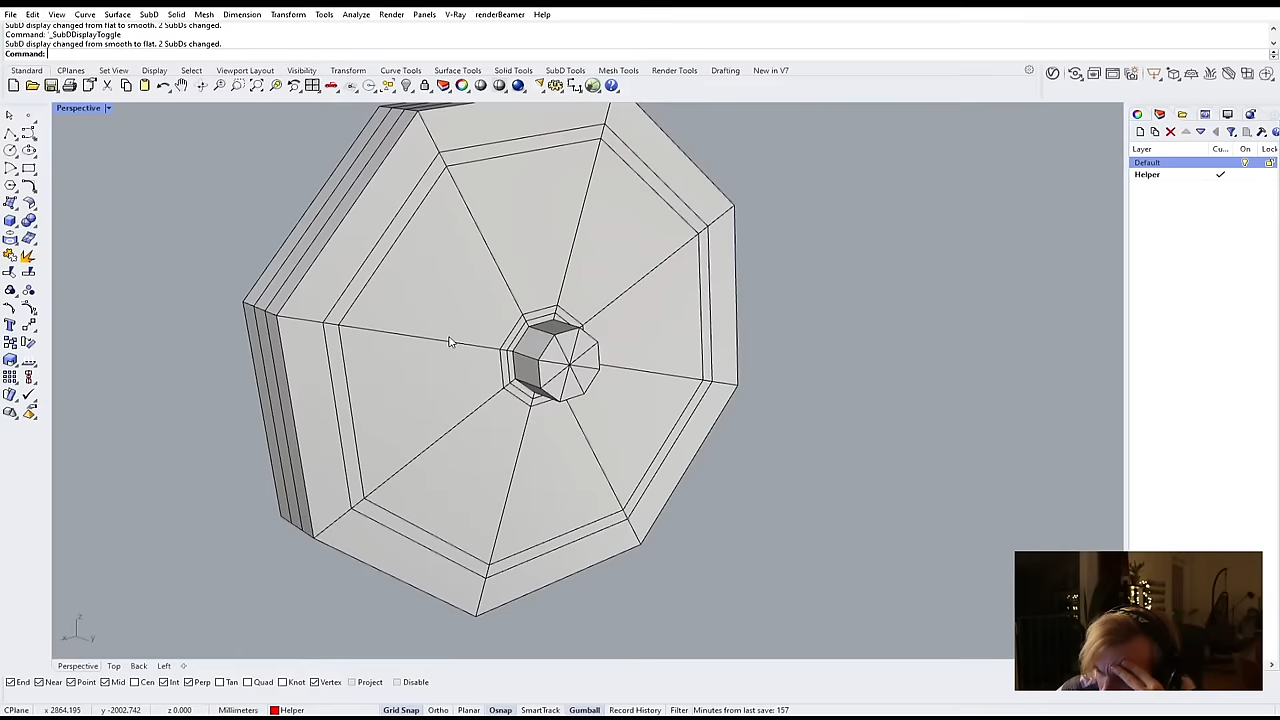 File Edit View Curve Surface SubD Solid Mesh Dimension Transform Tools Analyze Render Panels V-Ray renderBeamer Help
SubD display changed from flat to smooth. 2 SubDs changed.
Command: '_SubDDisplayToggle
SubD display changed from smooth to flat. 2 SubDs changed.
Command:
Standard CPlanes Set View Display Select Viewport Layout Visibility Transform Curve Tools Surface Tools Solid Tools SubD Tools Mesh Tools Render Tools Drafting New in V7
Perspective
Layer Cu... On Lock
Default
Helper
z
x y
Perspective Top Back Left
End Near Point Mid Cen Int Perp Tan Quad Knot Vertex Project Disable
CPlane x 2864.195 y -2002.742 z 0.000 Millimeters Helper Grid Snap Ortho Planar Osnap SmartTrack Gumball Record History Filter Minutes from last save: 157